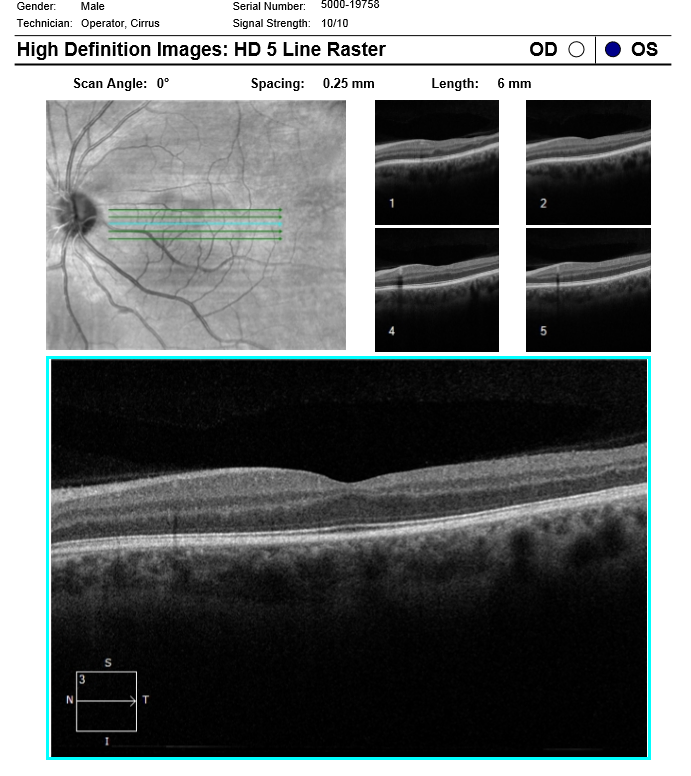 Gender: Male Serial Number: 5000-19758
Technician: Operator, Cirrus Signal Strength: 10/10
High Definition Images: HD 5 Line Raster OD OS
Scan Angle: 0° Spacing: 0.25 mm Length: 6 mm
1 2
4 5
S
3
N T
I